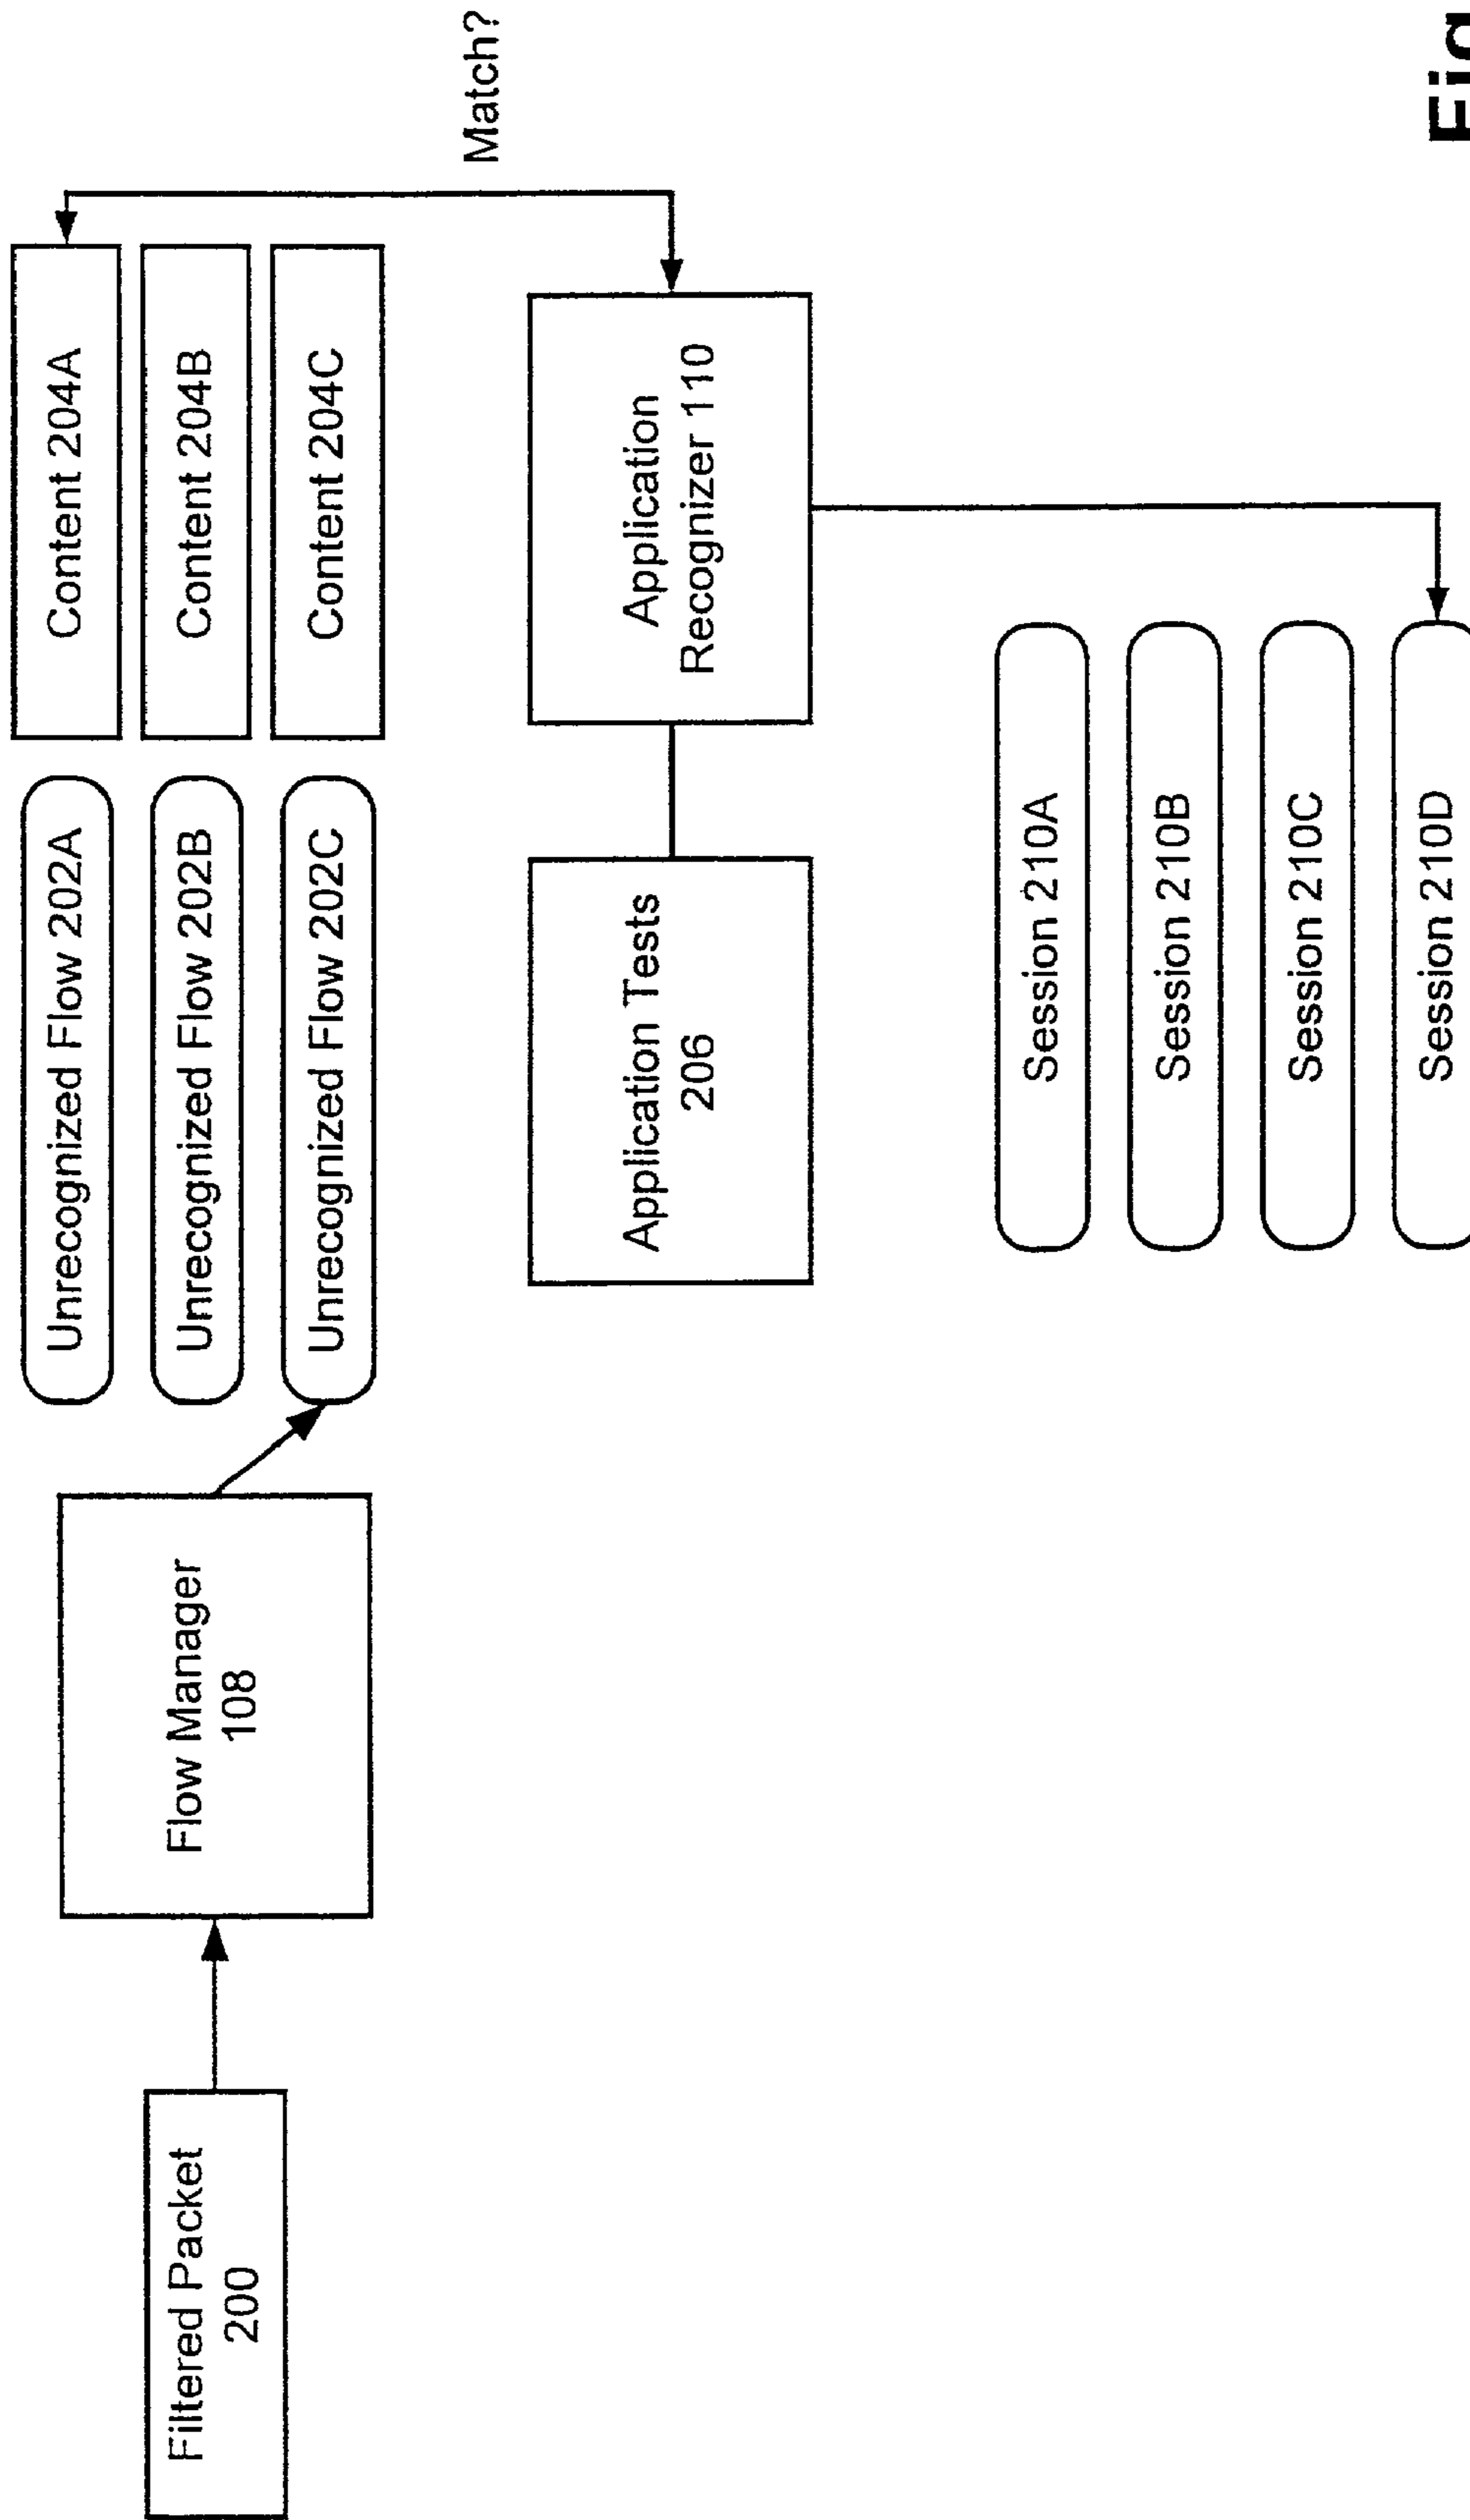 Filtered Packet
200
Flow Manager
108
Unrecognized Flow 202A
Unrecognized Flow 202B
Unrecognized Flow 202C
Content 204A
Content 204B
Content 204C
Match?
Application Tests
206
Application
Recognizer 110
Session 210A
Session 210B
Session 210C
Session 210D
Fig